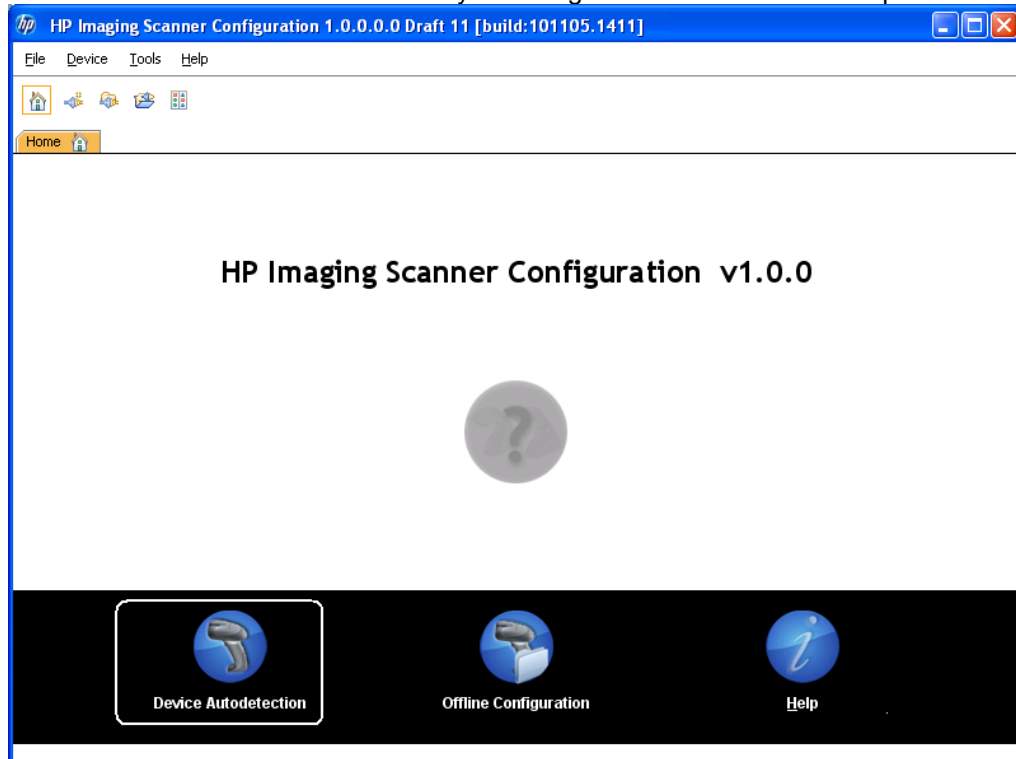 HP Imaging Scanner Configuration 1.0.0.0.0 Draft 11 [build:101105.1411]
File Device Tools Help
Home
HP Imaging Scanner Configuration v1.0.0
?
Device Autodetection Offline Configuration Help